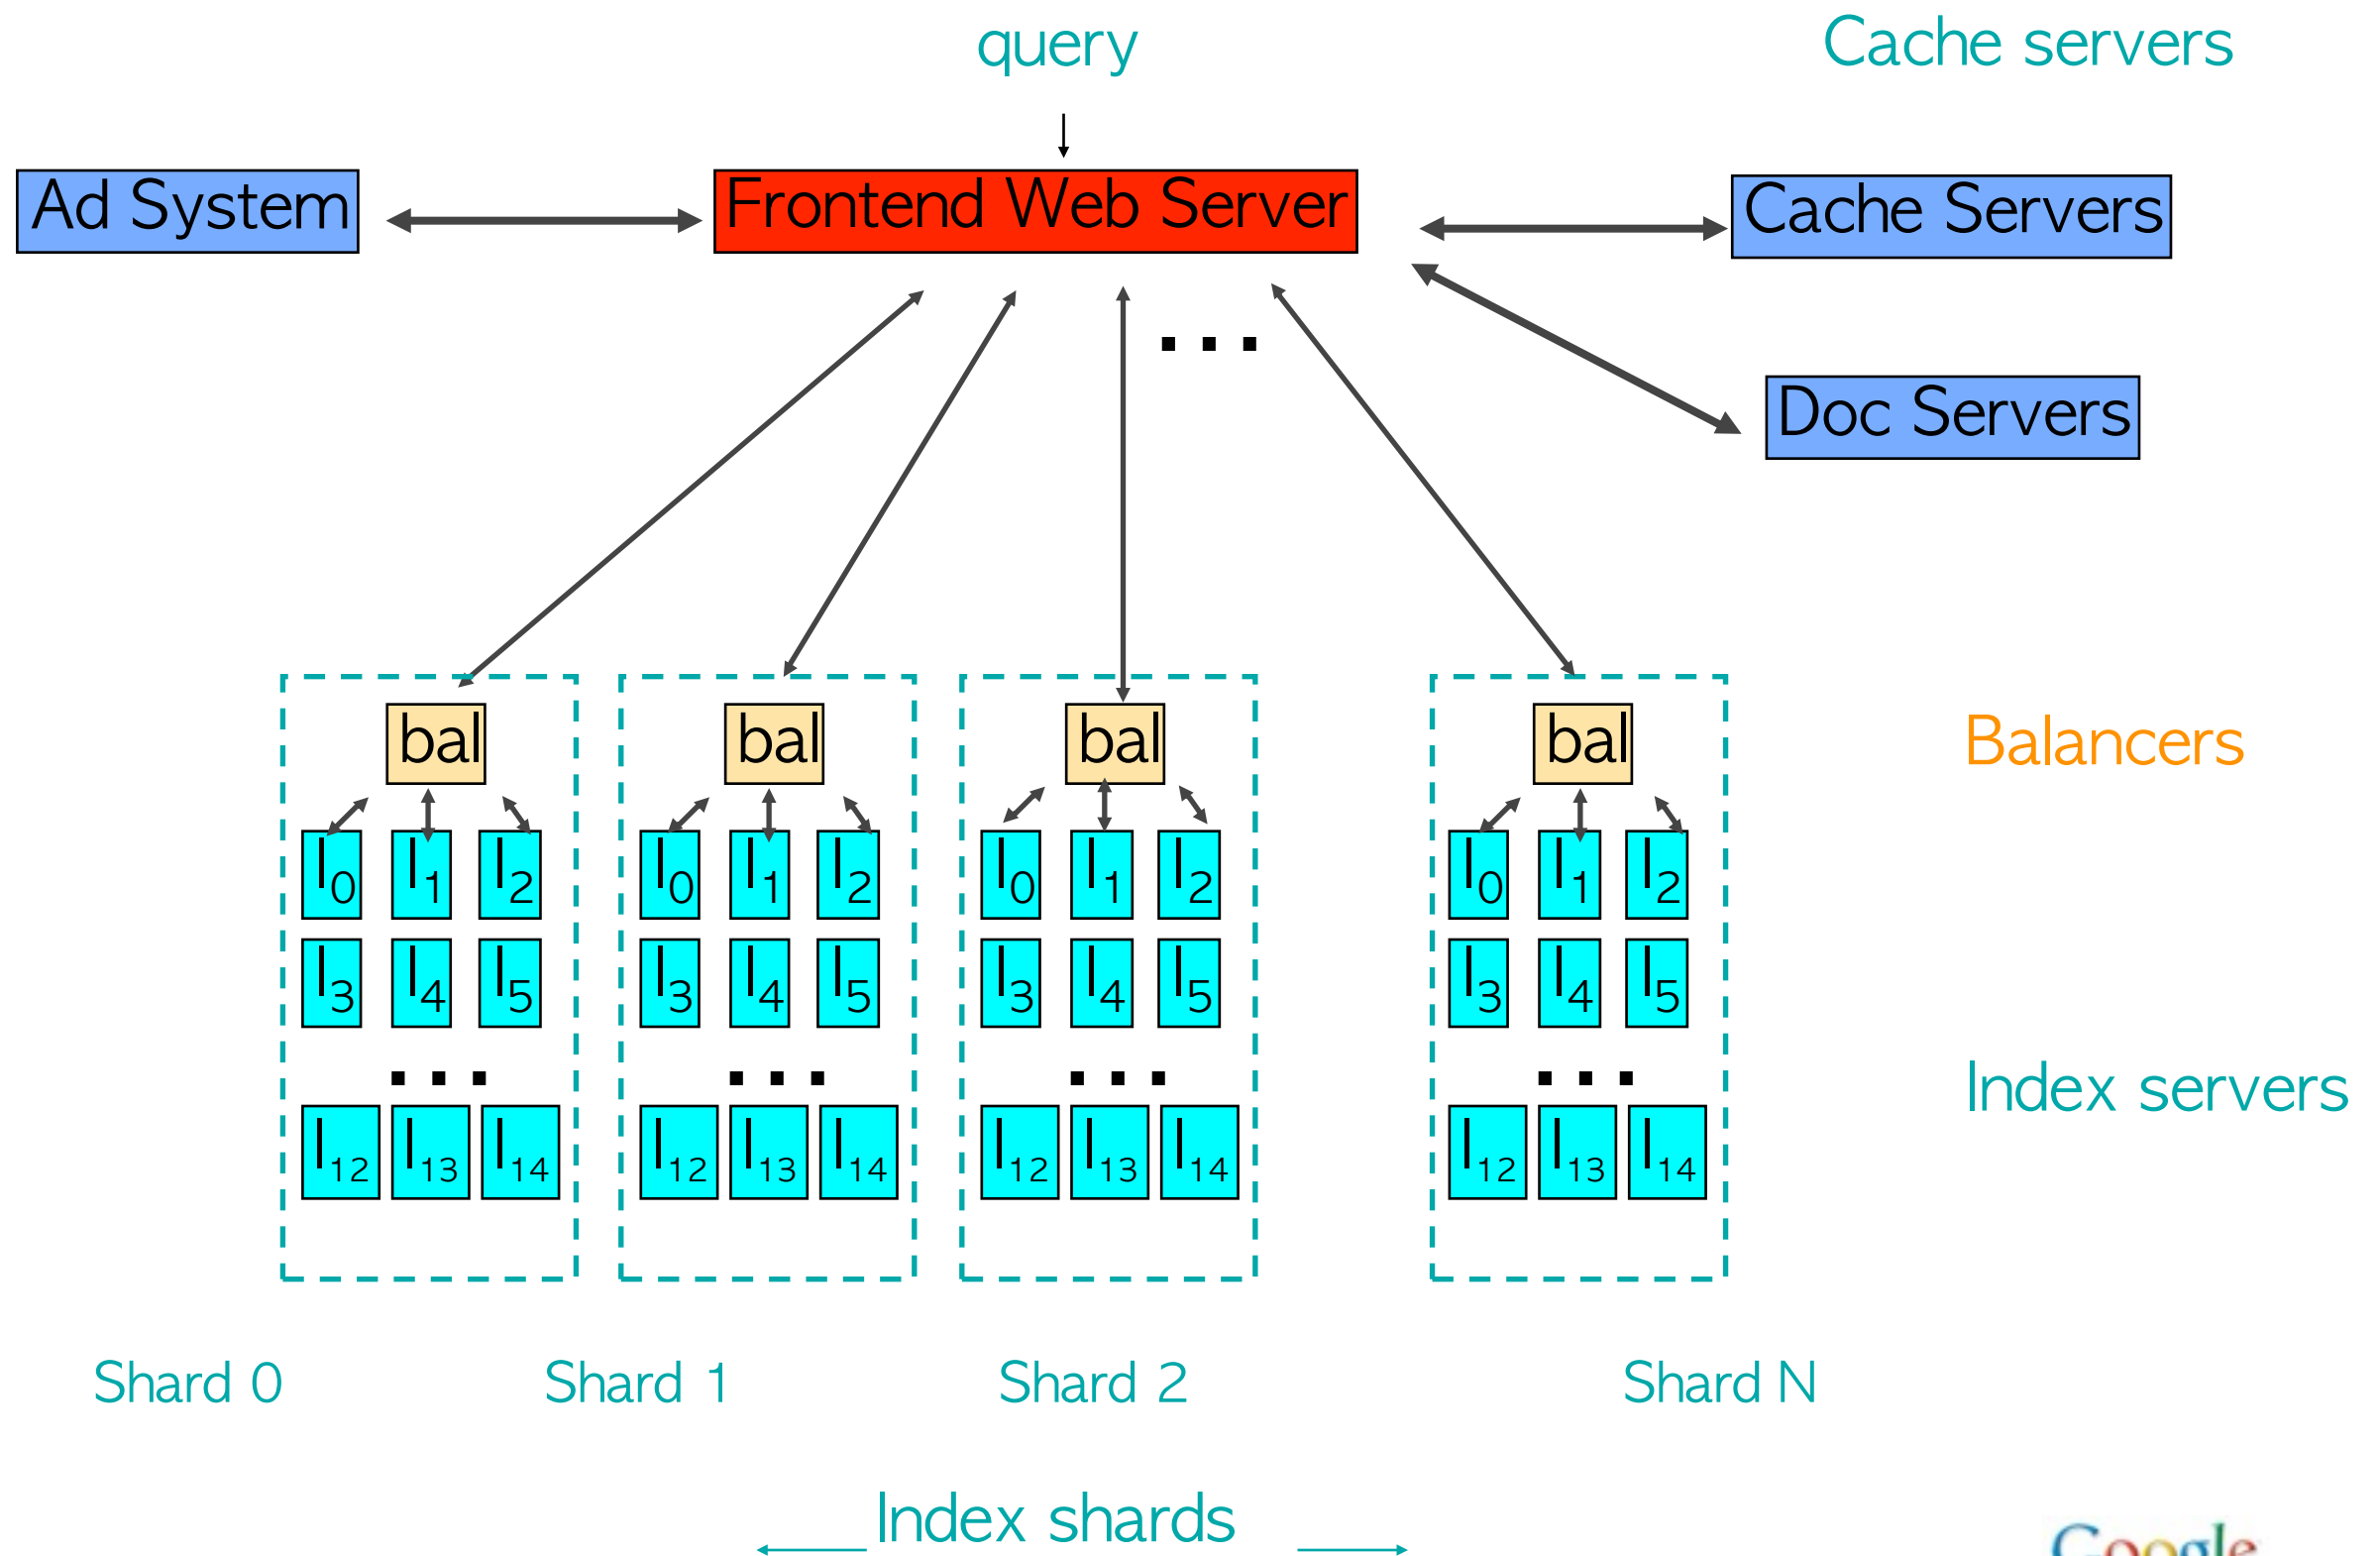 query
Cache servers
Ad System
Frontend Web Server
Cache Servers
Doc Servers
...
bal bal bal bal
Balancers
I0 I1 I2 I0 I1 I2 I0 I1 I2 I0 I1 I2
I3 I4 I5 I3 I4 I5 I3 I4 I5 I3 I4 I5
... ... ... ...
Index servers
I12 I13 I14 I12 I13 I14 I12 I13 I14 I12 I13 I14
Shard 0 Shard 1 Shard 2 Shard N
Index shards
Google